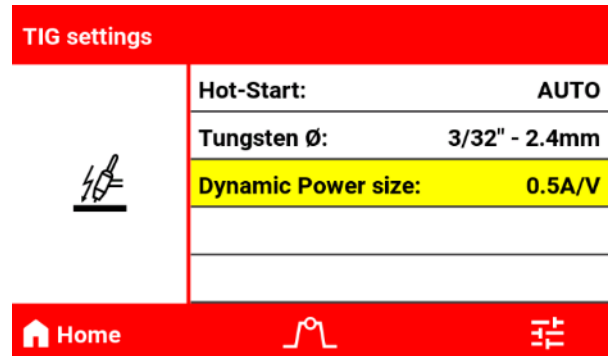 TIG settings
Hot-Start: AUTO
Tungsten Ø: 3/32" - 2.4mm
Dynamic Power size: 0.5A/V
Home